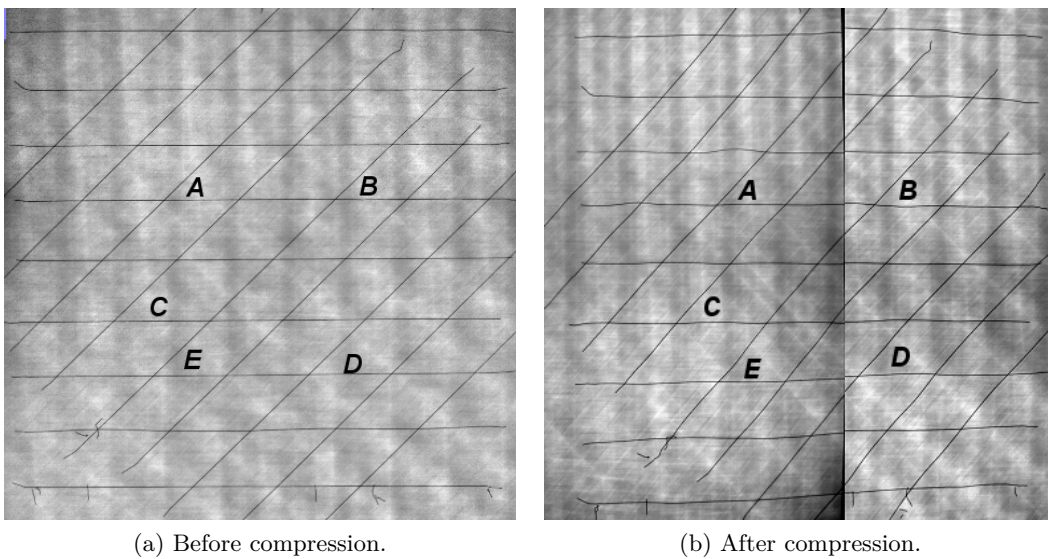 A B
C
E D
A B
C
E D
(a) Before compression.
(b) After compression.